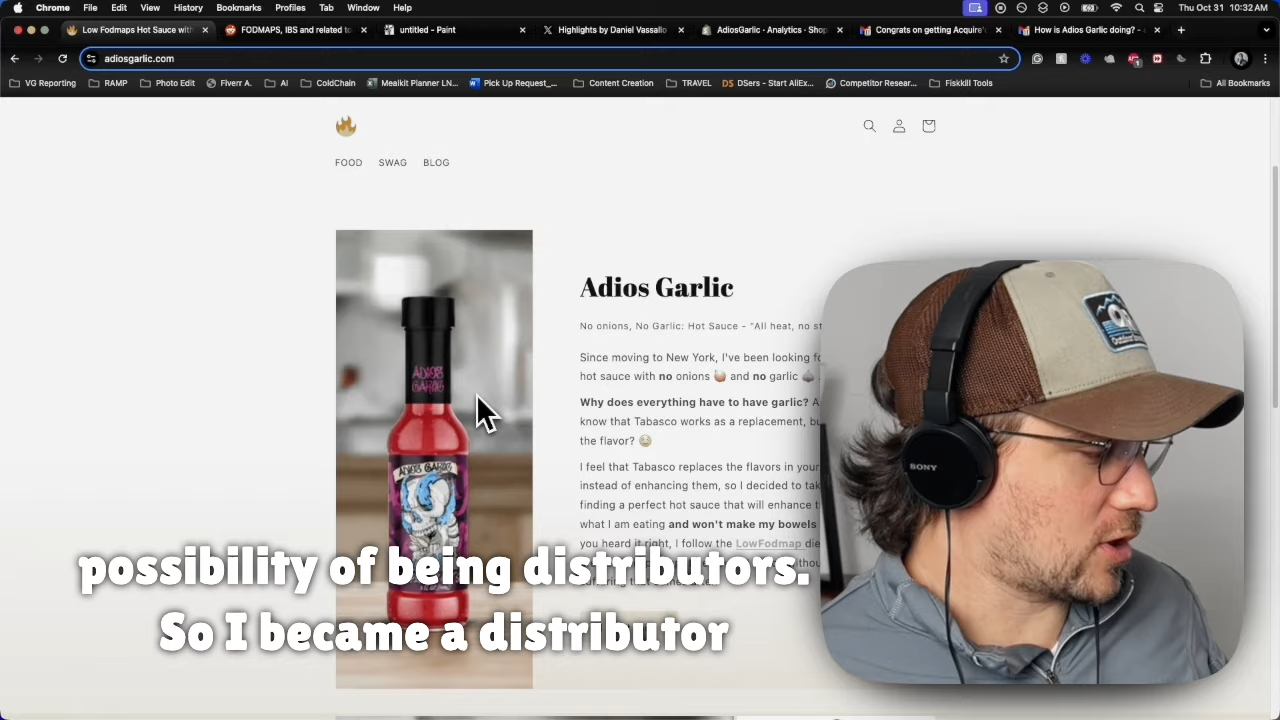 Chrome File Edit View History Bookmarks Profiles Tab Window Help Thu Oct 31 10:32 AM
Low Fodmaps Hot Sauce with FODMAPS, IBS and related to untitled - Paint Highlights by Daniel Vassallo AdiosGarlic · Analytics · Shop Congrats on getting Acquire' How is Adios Garlic doing? -
adiosgarlic.com
VG Reporting RAMP Photo Edit Fiverr A. AI ColdChain Mealkit Planner LN... Pick Up Request_... Content Creation TRAVEL DSers - Start AliEx... Competitor Resear... Fiskkill Tools All Bookmarks
FOOD SWAG BLOG
Adios Garlic
No onions, No Garlic: Hot Sauce - "All heat, no st
Since moving to New York, I've been looking fo
hot sauce with no onions and no garlic
Why does everything have to have garlic? A
know that Tabasco works as a replacement, bu
the flavor?
I feel that Tabasco replaces the flavors in your
instead of enhancing them, so I decided to tak
finding a perfect hot sauce that will enhance t
what I am eating and won't make my bowels
you heard it right, I follow the LowFodmap die
ADIOS
GARLIC
ADIOS GARLIC
SONY
possibility of being distributors.
So I became a distributor